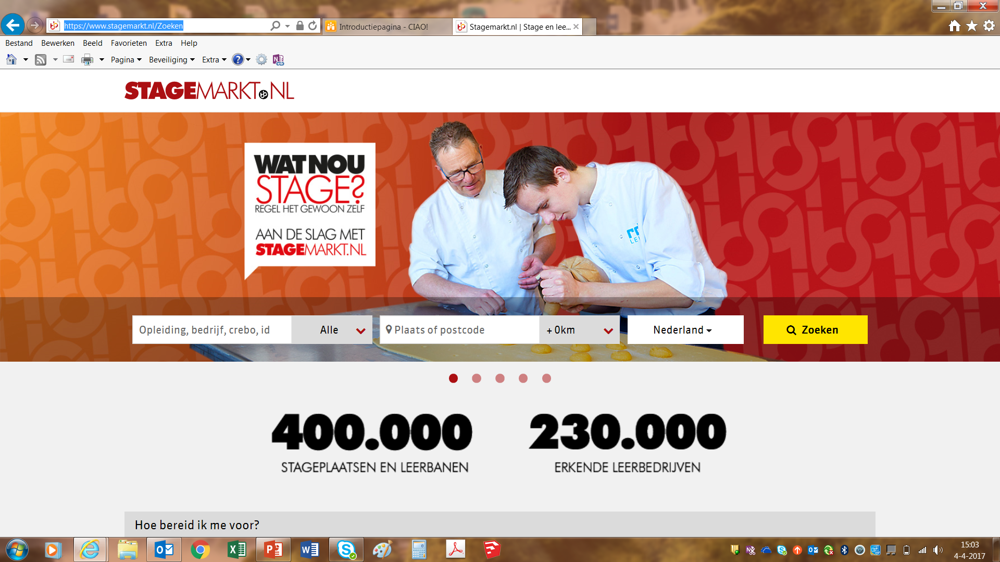 https://www.stagemarkt.nl/Zoeken
Introductiepagina - CIAO!
Stagemarkt.nl | Stage en lee...
Bestand Bewerken Beeld Favorieten Extra Help
Pagina Beveiliging Extra
STAGEMARKT.NL
WAT NOU
STAGE?
REGEL HET GEWOON ZELF
AAN DE SLAG MET
STAGEMARKT.NL
Opleiding, bedrijf, crebo, id Alle Plaats of postcode + 0km Nederland Zoeken
400.000 230.000
STAGEPLAATSEN EN LEERBANEN ERKENDE LEERBEDRIJVEN
Hoe bereid ik me voor?
15:03
4-4-2017